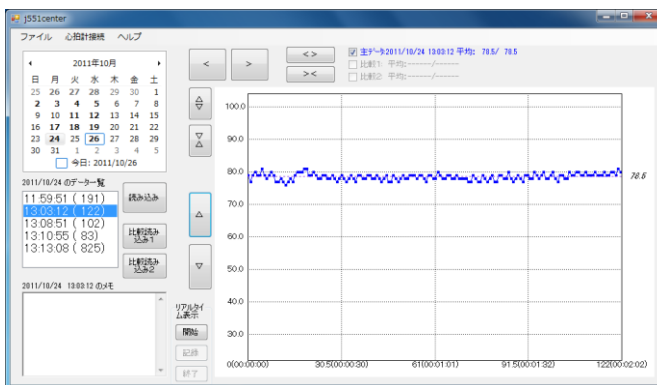 j551center
ファイル 心拍計接続 ヘルプ
2011年10月
日 月 火 水 木 金 土
25 26 27 28 29 30 1
2 3 4 5 6 7 8
9 10 11 12 13 14 15
16 17 18 19 20 21 22
23 24 25 26 27 28 29
30 31 1 2 3 4 5
今日: 2011/10/26
2011/10/24 のデータ一覧
11:59:51 ( 191)
13:03:12 ( 122)
13:08:51 ( 102)
13:10:55 ( 83)
13:13:08 ( 825)
読み込み
比較読み
込み1
比較読み
込み2
2011/10/24 13:03:12 のメモ
< >
< >
> <
主データ:2011/10/24 13:03:12 平均: 78.5/ 78.5
比較1: 平均:------/------
比較2: 平均:------/------
リアルタイ
ム表示
開始
記録
終了
100.0
90.0
80.0
70.0
60.0
50.0
40.0
30.0
78.5
0(00:00:00) 30.5(00:00:30) 61(00:01:01) 91.5(00:01:32) 122(00:02:02)